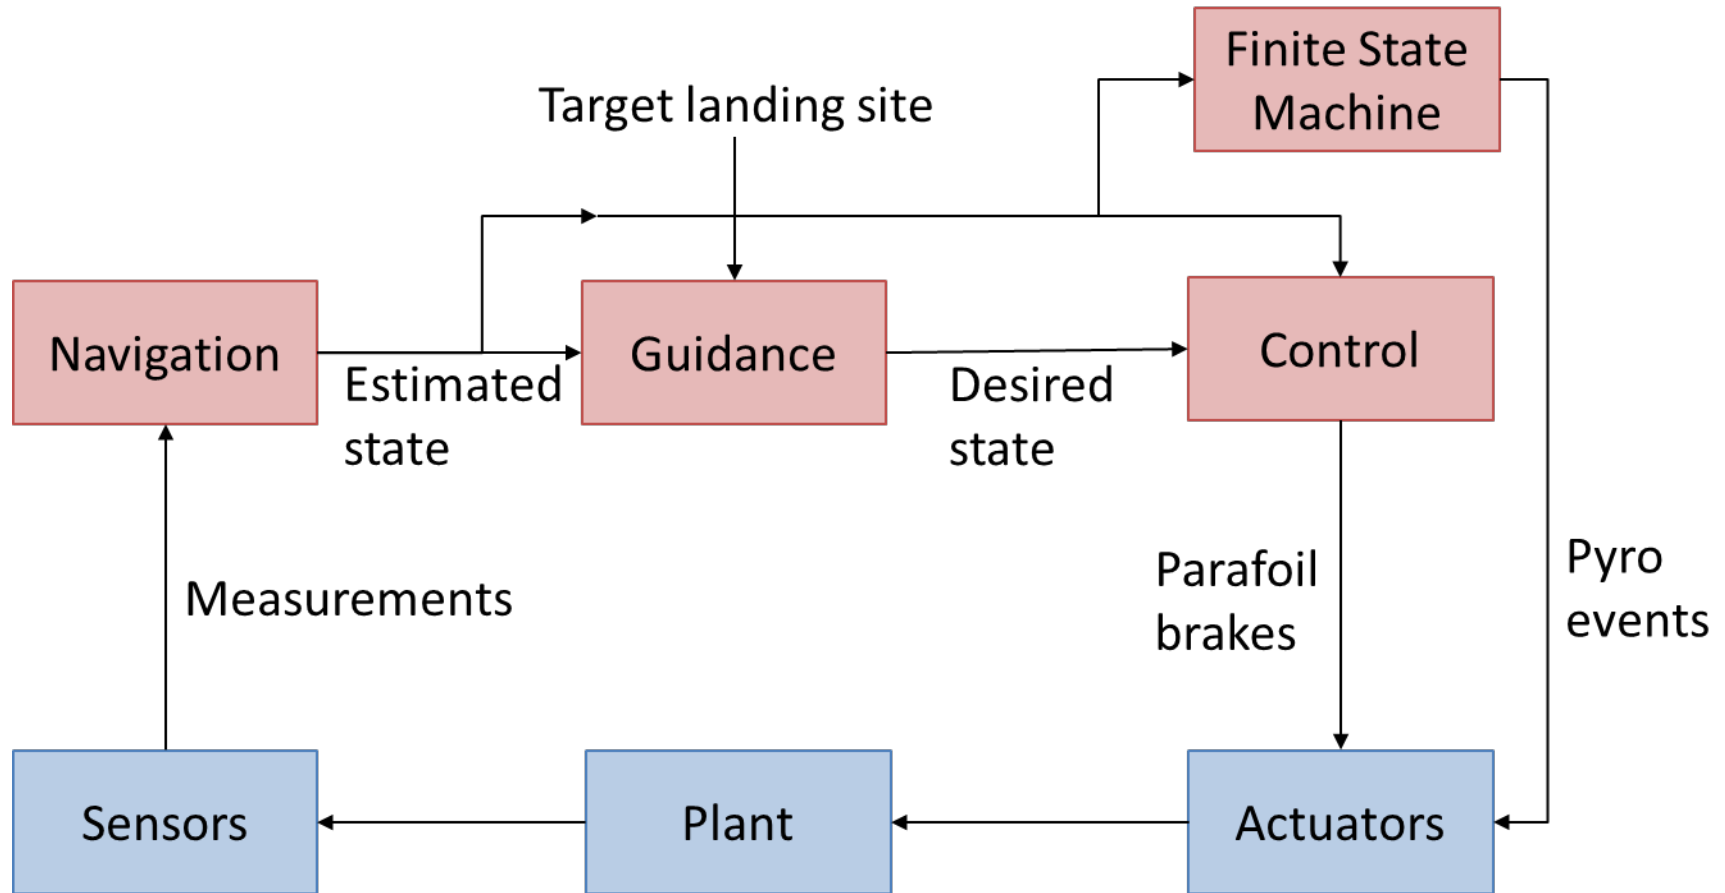 Finite State
Machine
Target landing site
Navigation
Estimated
state
Guidance
Desired
state
Control
Measurements
Parafoil
brakes
Pyro
events
Sensors
Plant
Actuators